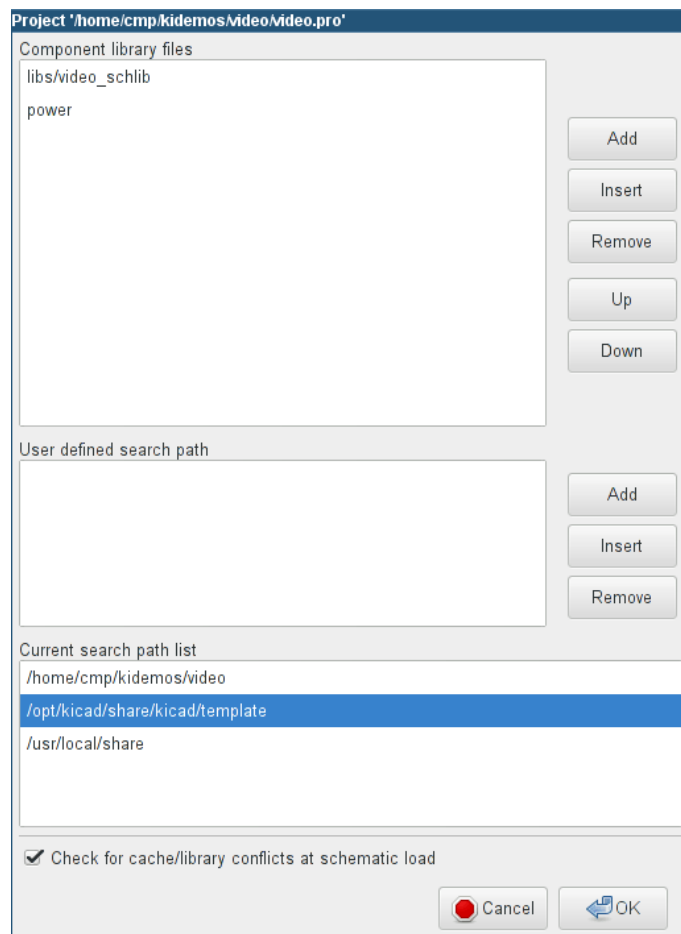 Project '/home/cmp/kidemos/video/video.pro'
Component library files
libs/video_schlib
power
Add
Insert
Remove
Up
Down
User defined search path
Add
Insert
Remove
Current search path list
/home/cmp/kidemos/video
/opt/kicad/share/kicad/template
/usr/local/share
Check for cache/library conflicts at schematic load
Cancel
OK